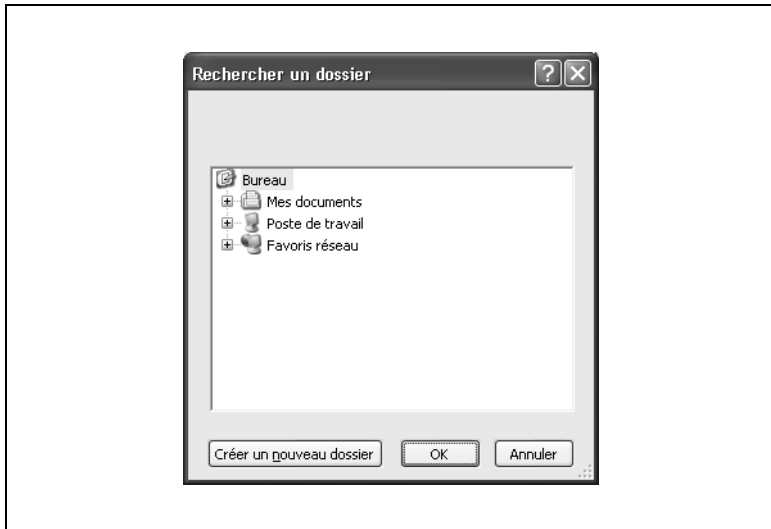 Rechercher un dossier
Bureau
Mes documents
Poste de travail
Favoris réseau
Créer un nouveau dossier
OK
Annuler